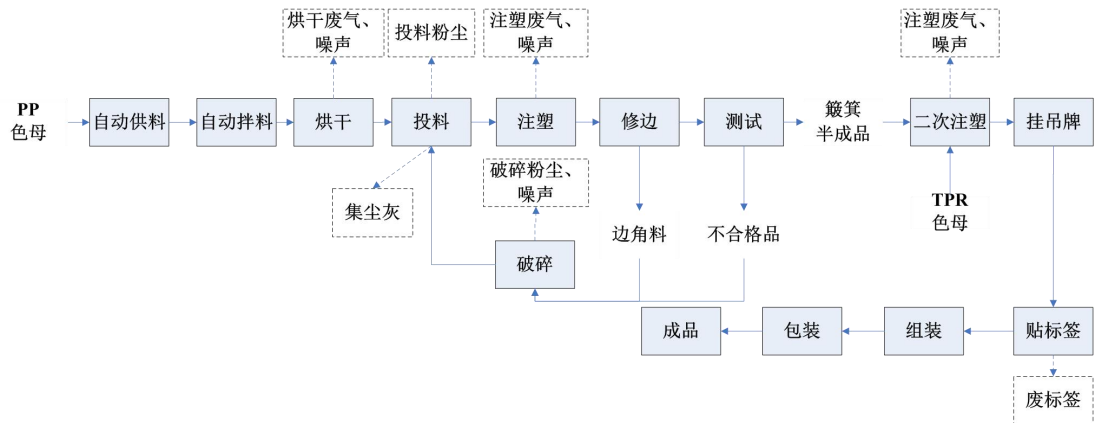 烘干废气、
噪声
投料粉尘
注塑废气、
噪声
注塑废气、
噪声
PP
色母
自动供料
自动拌料
烘干
投料
注塑
修边
测试
簸箕
半成品
二次注塑
挂吊牌
破碎粉尘、
噪声
集尘灰
边角料
不合格品
TPR
色母
破碎
成品
包装
组装
贴标签
废标签